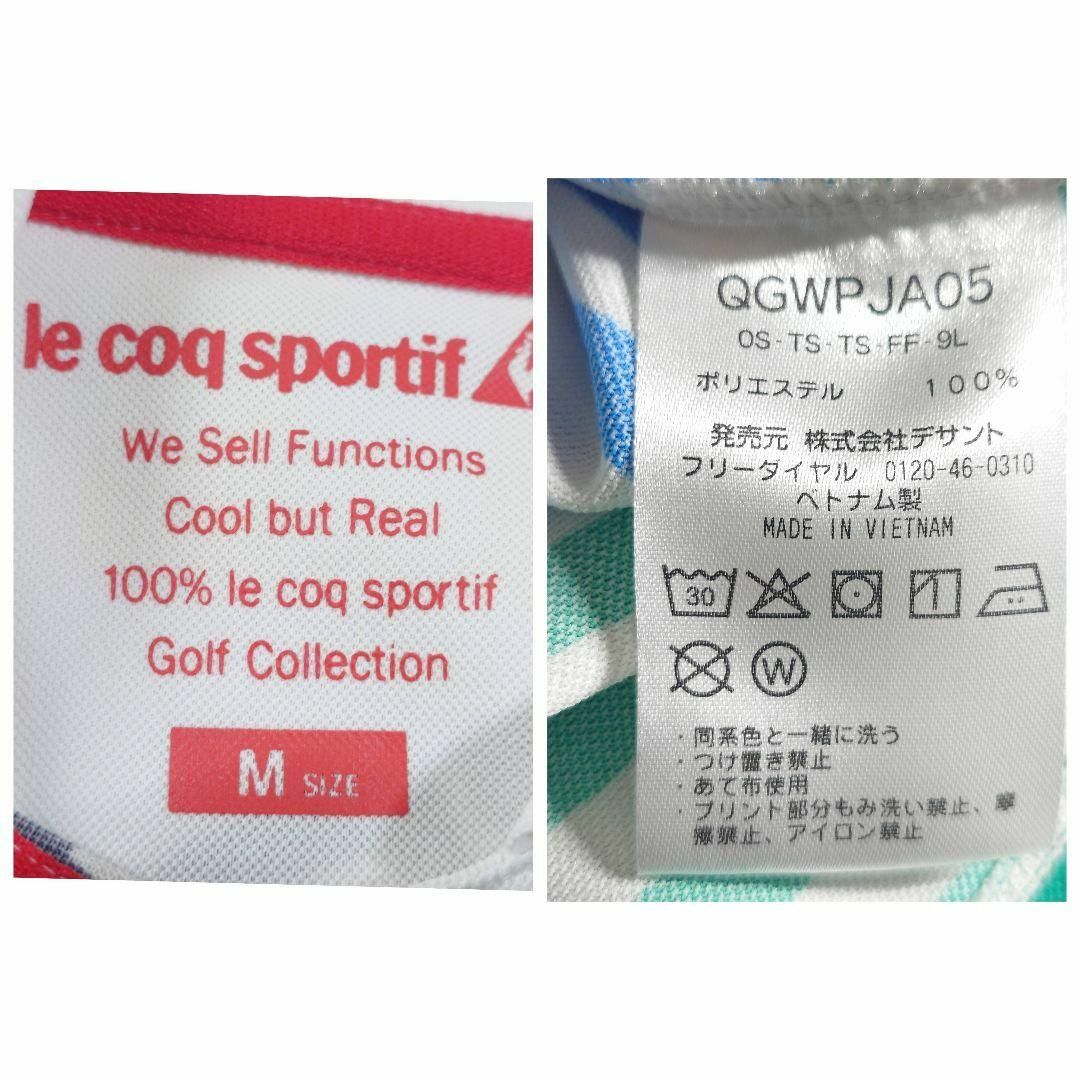 le coq sportif
We Sell Functions
Cool but Real
100% le coq sportif
Golf Collection
M SIZE
QGWPJA05
OS-TS-TS-FF-9L
ポリエステル 100%
発売元 株式会社デサント
フリーダイヤル 0120-46-0310
ベトナム製
MADE IN VIETNAM
30
W
・同系色と一緒に洗う
・つけ置き禁止
・あて布使用
・プリント部分もみ洗い禁止、摩
擦禁止、アイロン禁止